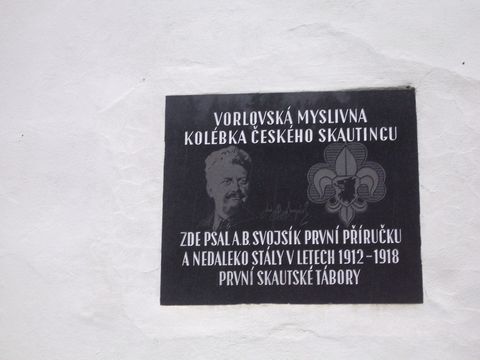 VORLOVSKÁ MYSLIVNA
KOLÉBKA ČESKÉHO SKAUTINGU
ZDE PSAL A.B. SVOJSÍK PRVNÍ PŘÍRUČKU
A NEDALEKO STÁLY V LETECH 1912-1918
PRVNÍ SKAUTSKÉ TÁBORY